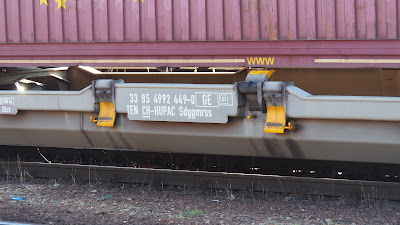 WWW
33 85 4992 449-0 GE
TEN CH-HUPAC Sdggmrss